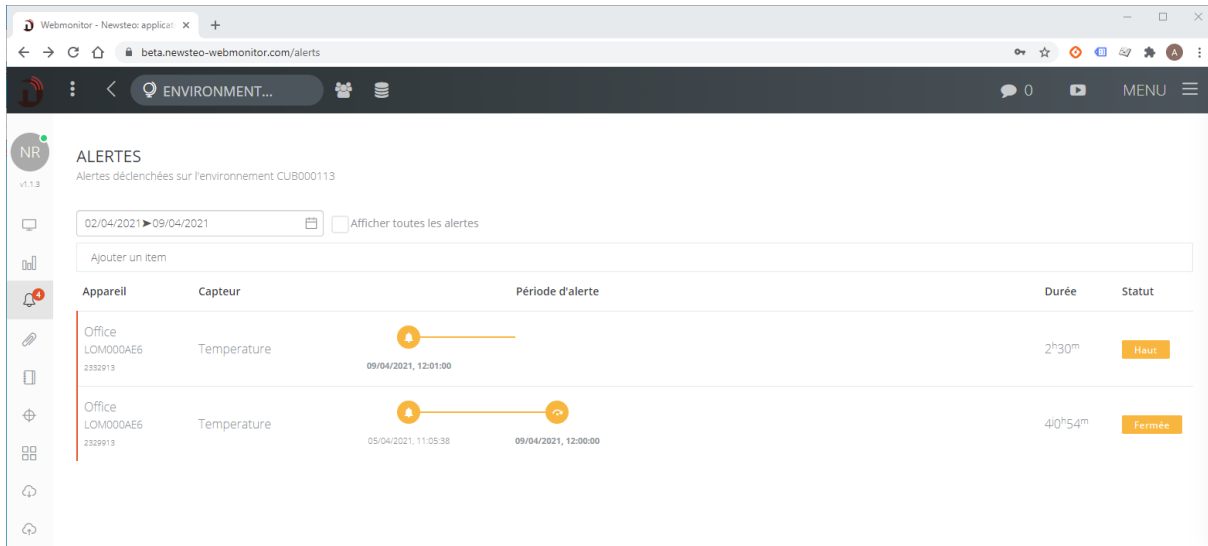 Webmonitor - Newsteo: applicat
beta.newsteo-webmonitor.com/alerts
A
ENVIRONMENT...
0
MENU
NR
v1.1.3
ALERTES
Alertes déclenchées sur l'environnement CUB000113
02/04/2021➤09/04/2021
Afficher toutes les alertes
Ajouter un item
4
Appareil Capteur Période d'alerte Durée Statut
Office
LOM000AE6
2332913
Temperature
09/04/2021, 12:01:00
2h30m
Haut
Office
LOM000AE6
2329913
Temperature
05/04/2021, 11:05:38
09/04/2021, 12:00:00
4j0h54m
Fermée